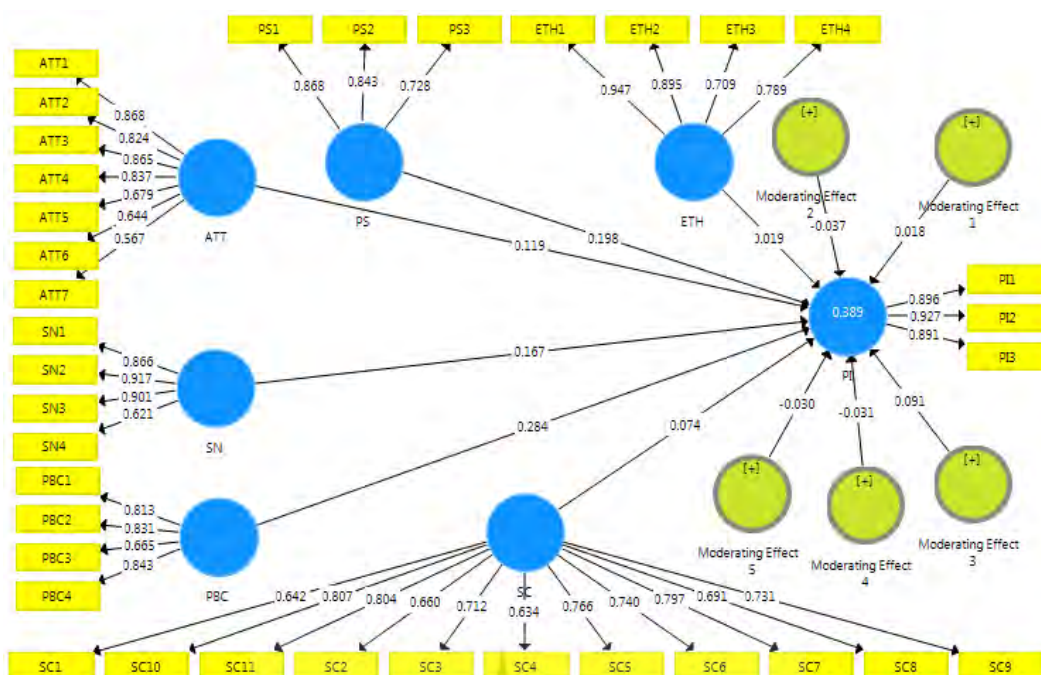 PS1 PS2 PS3 ETH1 ETH2 ETH3 ETH4
ATT1
ATT2
ATT3
ATT4
ATT5
ATT6
ATT7
0.868
0.824
0.865
0.837
0.679
0.644
0.567
ATT
0.868 0.843 0.728
PS
0.947 0.895 0.709 0.789
ETH
[+]
Moderating Effect
2
[+]
Moderating Effect
1
0.119
0.198
0.019
-0.037
0.018
SN1
SN2
SN3
SN4
0.866
0.917
0.901
0.621
SN
0.167
0.389
PI
0.896
0.927
0.891
PI1
PI2
PI3
PBC1
PBC2
PBC3
PBC4
0.813
0.831
0.665
0.843
PBC
0.284
0.074
-0.030
-0.031
0.091
[+]
Moderating Effect
5
[+]
Moderating Effect
4
[+]
Moderating Effect
3
SC
0.642 0.807 0.804 0.660 0.712 0.634 0.766 0.740 0.797 0.691 0.731
SC1 SC10 SC11 SC2 SC3 SC4 SC5 SC6 SC7 SC8 SC9